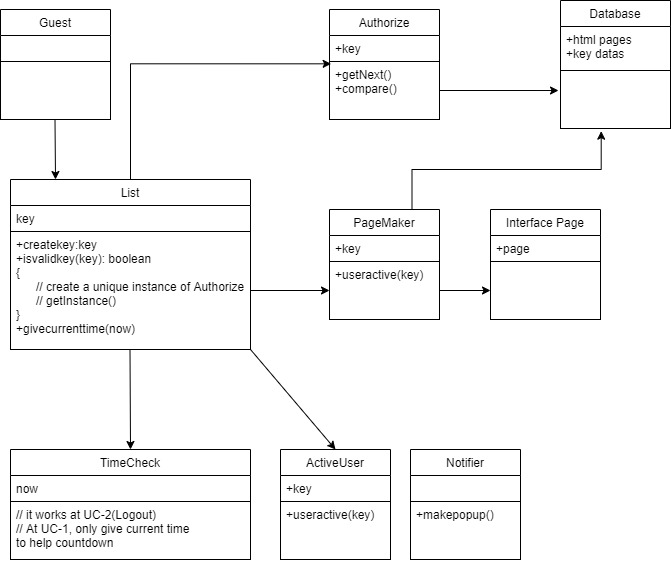 Guest
Authorize
+key
+getNext()
+compare()
Database
+html pages
+key datas
List
key
+createkey:key
+isvalidkey(key): boolean
{
// create a unique instance of Authorize
// getInstance()
}
+givecurrenttime(now)
PageMaker
+key
+useractive(key)
Interface Page
+page
TimeCheck
now
// it works at UC-2(Logout)
// At UC-1, only give current time
to help countdown
ActiveUser
+key
+useractive(key)
Notifier
+makepopup()